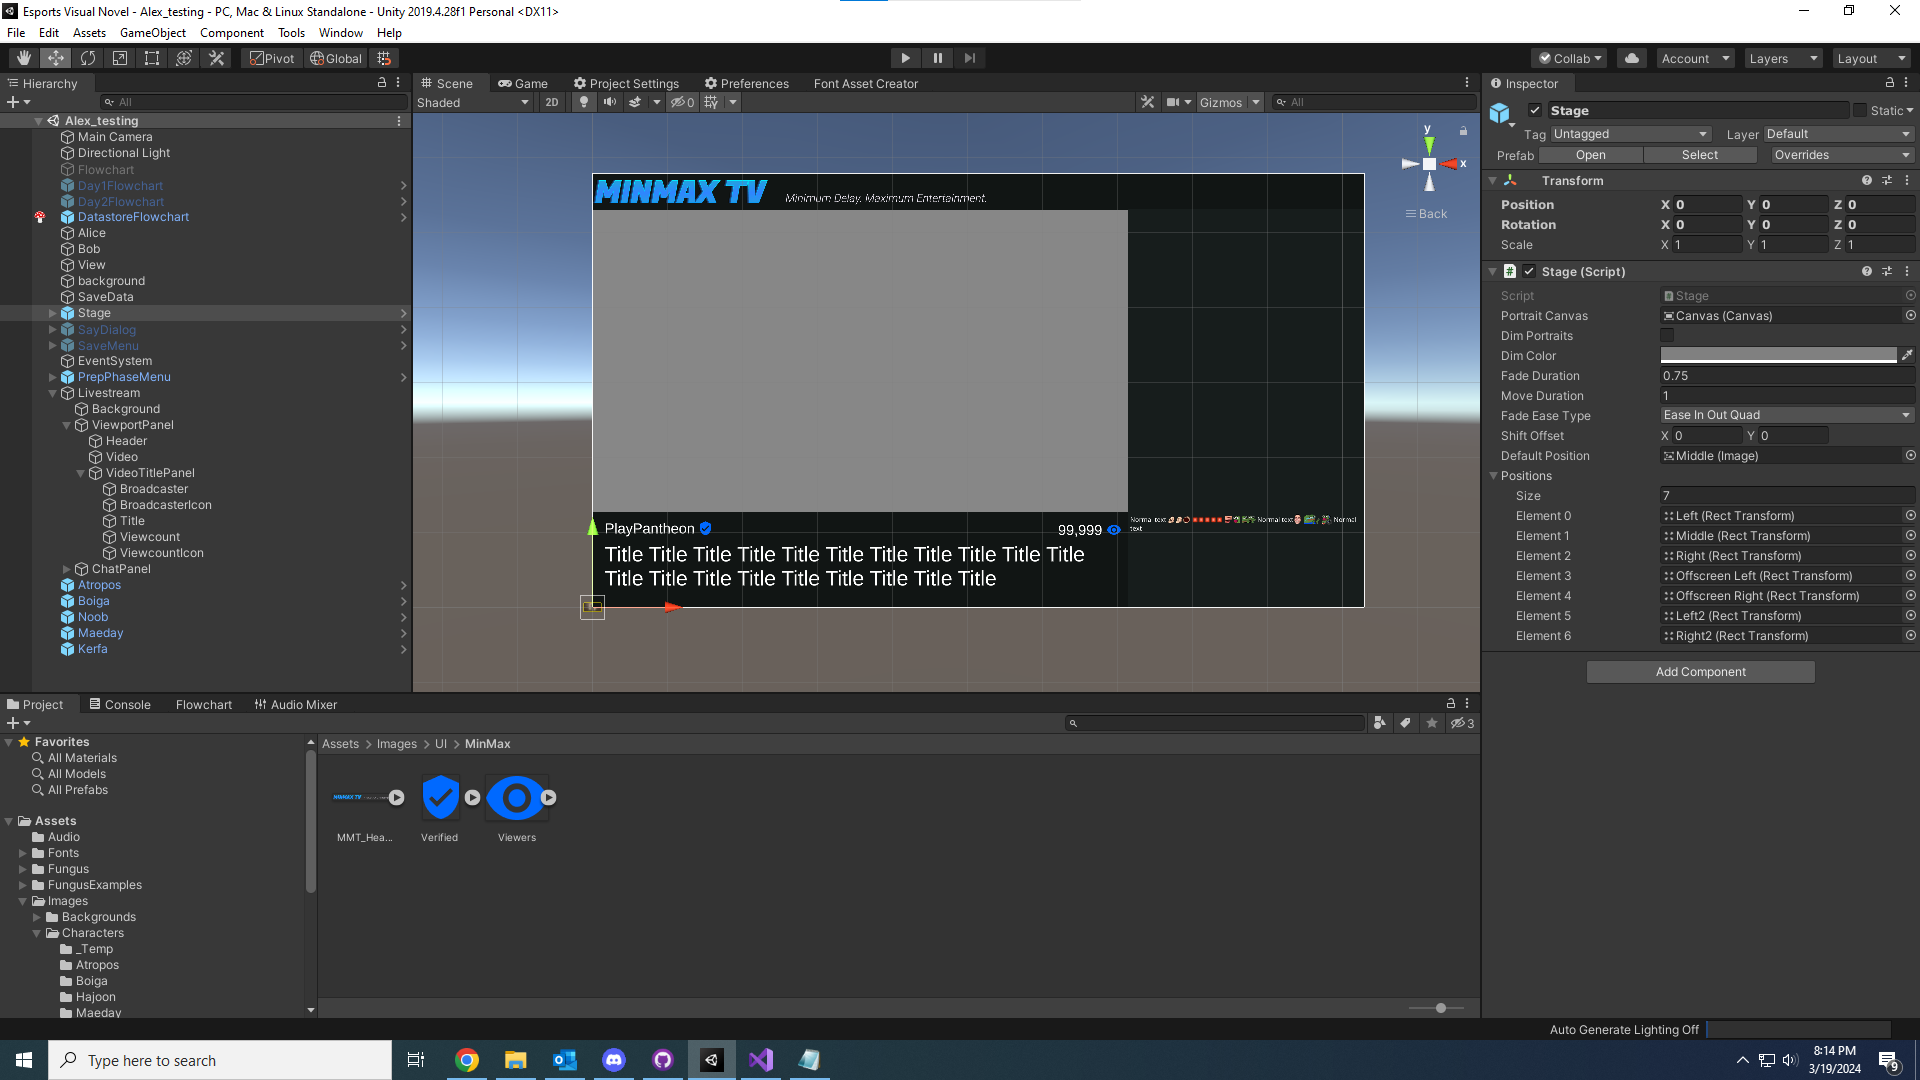 Esports Visual Novel - Alex_testing - PC, Mac & Linux Standalone - Unity 2019.4.28f1 Personal <DX11>
File Edit Assets GameObject Component Tools Window Help
Pivot Global Collab Account Layers Layout
Hierarchy
All
Alex_testing
Main Camera
Directional Light
Flowchart
Day1Flowchart
Day2Flowchart
DatastoreFlowchart
Alice
Bob
View
background
SaveData
Stage
SayDialog
SaveMenu
EventSystem
PrepPhaseMenu
Livestream
Background
ViewportPanel
Header
Video
VideoTitlePanel
Broadcaster
BroadcasterIcon
Title
Viewcount
ViewcountIcon
ChatPanel
Atropos
Boiga
Noob
Maeday
Kerfa
Scene Game Project Settings Preferences Font Asset Creator
Shaded 2D 0 Gizmos All
y
x
Back
MINMAX TV Minimum Delay. Maximum Entertainment.
PlayPantheon 99,999
Title Title Title Title Title Title Title Title Title Title Title
Title Title Title Title Title Title Title Title Title
Normal text Normal text Normal
text
Inspector
Stage Static
Tag Untagged Layer Default
Prefab Open Select Overrides
Transform
Position X 0 Y 0 Z 0
Rotation X 0 Y 0 Z 0
Scale X 1 Y 1 Z 1
Stage (Script)
Script Stage
Portrait Canvas Canvas (Canvas)
Dim Portraits
Dim Color
Fade Duration 0.75
Move Duration 1
Fade Ease Type Ease In Out Quad
Shift Offset X 0 Y 0
Default Position Middle (Image)
Positions
Size 7
Element 0 Left (Rect Transform)
Element 1 Middle (Rect Transform)
Element 2 Right (Rect Transform)
Element 3 Offscreen Left (Rect Transform)
Element 4 Offscreen Right (Rect Transform)
Element 5 Left2 (Rect Transform)
Element 6 Right2 (Rect Transform)
Add Component
Project Console Flowchart Audio Mixer
3
Favorites
All Materials
All Models
All Prefabs
Assets
Audio
Fonts
Fungus
FungusExamples
Images
Backgrounds
Characters
_Temp
Atropos
Boiga
Hajoon
Maeday
Assets > Images > UI > MinMax
MINMAX TV
MMT_Hea... Verified Viewers
Auto Generate Lighting Off
Type here to search
8:14 PM
3/19/2024
9